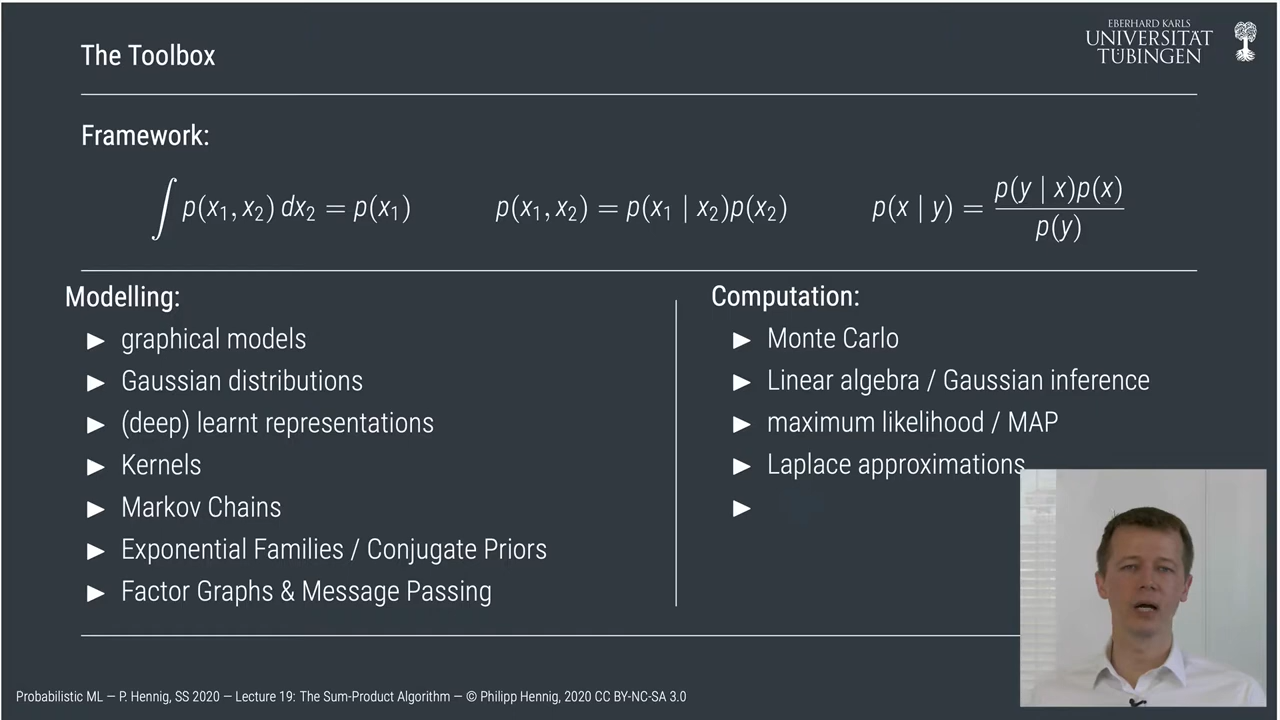 The Toolbox
EBERHARD KARLS
UNIVERSITÄT
TÜBINGEN
Framework:
∫ p(x₁, x₂) dx₂ = p(x₁)    p(x₁, x₂) = p(x₁ | x₂)p(x₂)    p(x | y) = p(y | x)p(x) / p(y)
Modelling:
▶ graphical models
▶ Gaussian distributions
▶ (deep) learnt representations
▶ Kernels
▶ Markov Chains
▶ Exponential Families / Conjugate Priors
▶ Factor Graphs & Message Passing
Computation:
▶ Monte Carlo
▶ Linear algebra / Gaussian inference
▶ maximum likelihood / MAP
▶ Laplace approximations
▶
Probabilistic ML — P. Hennig, SS 2020 — Lecture 19: The Sum-Product Algorithm — © Philipp Hennig, 2020 CC BY-NC-SA 3.0